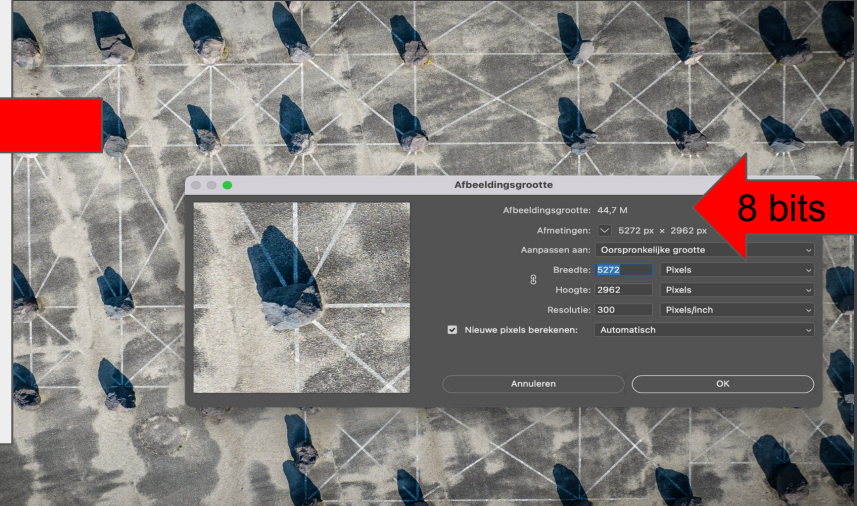 Afbeeldingsgrootte
Afbeeldingsgrootte: 44,7 M
8 bits
Afmetingen: 5272 px × 2962 px
Aanpassen aan: Oorspronkelijke grootte
Breedte: 5272 Pixels
Hoogte: 2962 Pixels
Resolutie: 300 Pixels/inch
Nieuwe pixels berekenen: Automatisch
Annuleren OK